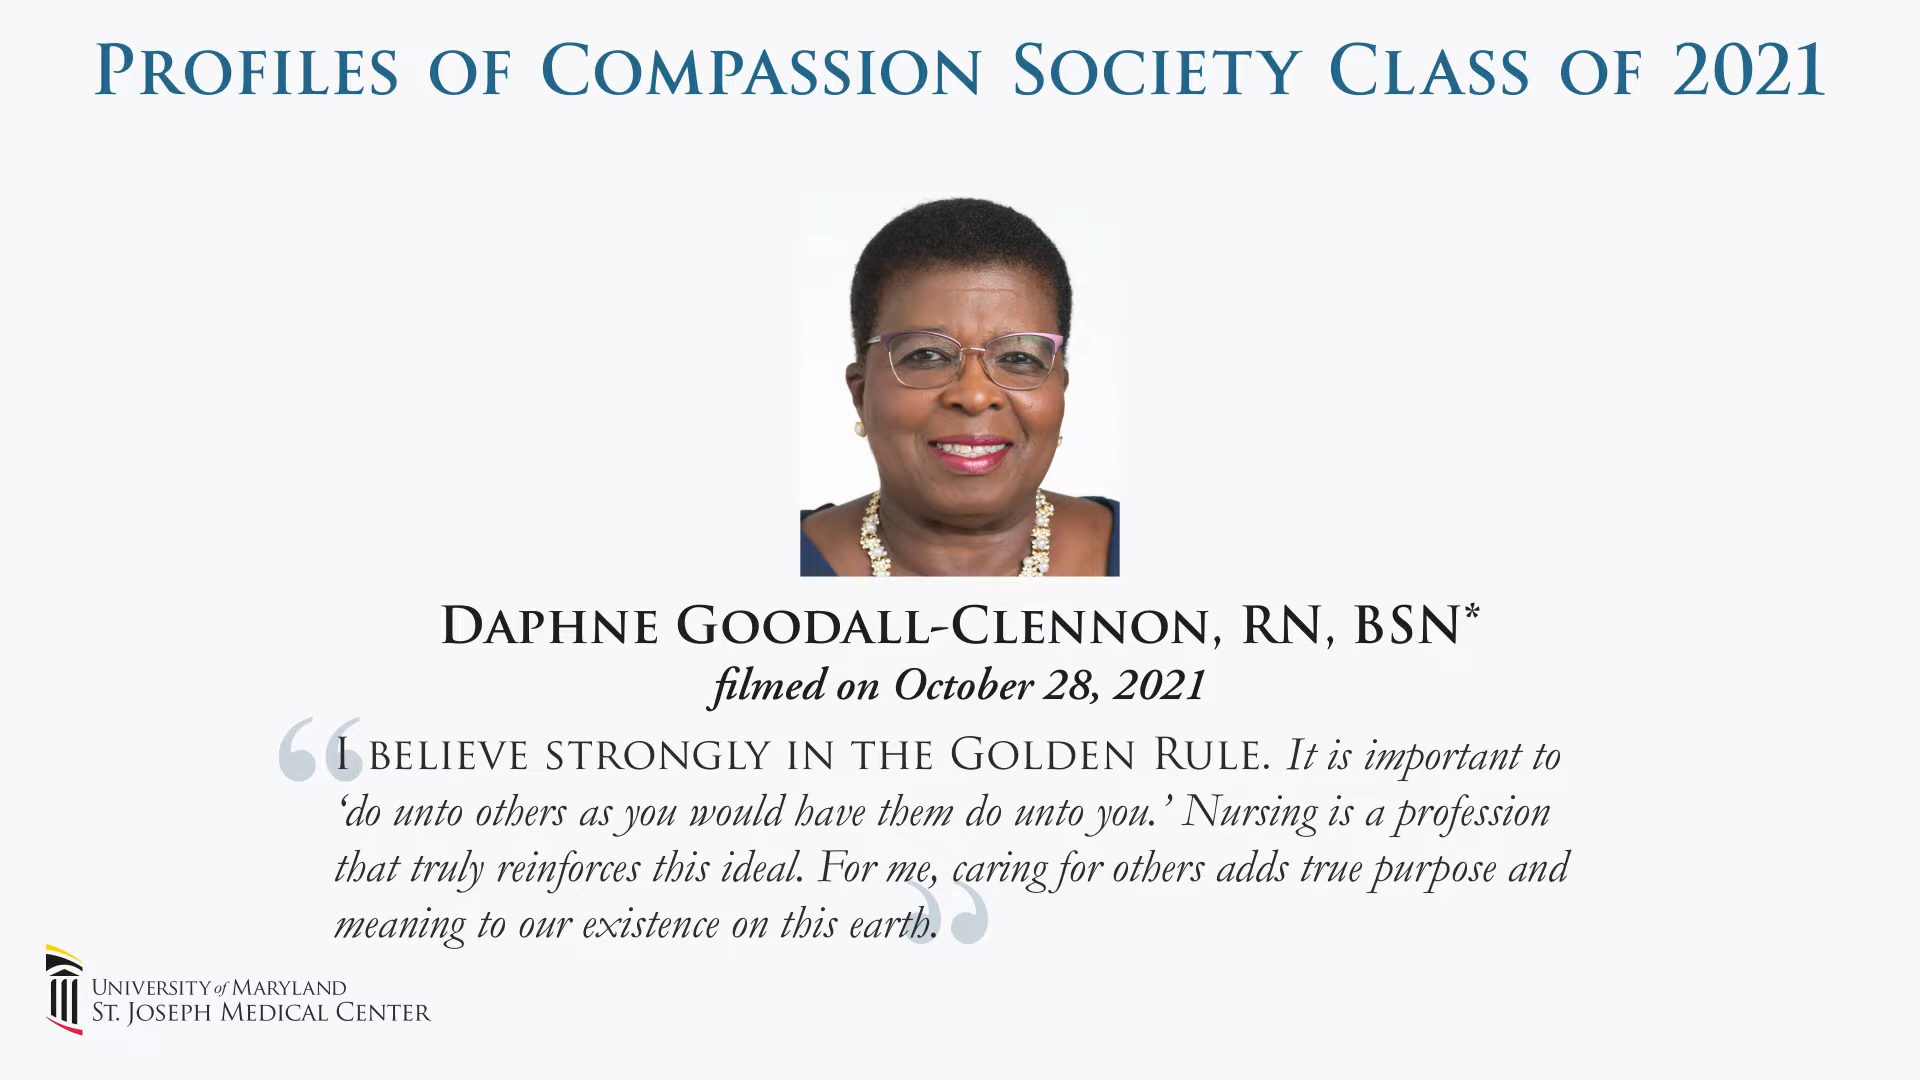 Profiles of Compassion Society Class of 2021
Daphne Goodall-Clennon, RN, BSN*
filmed on October 28, 2021
“I believe strongly in the Golden Rule. It is important to
‘do unto others as you would have them do unto you.’ Nursing is a profession
that truly reinforces this ideal. For me, caring for others adds true purpose and
meaning to our existence on this earth.”
University of Maryland
St. Joseph Medical Center